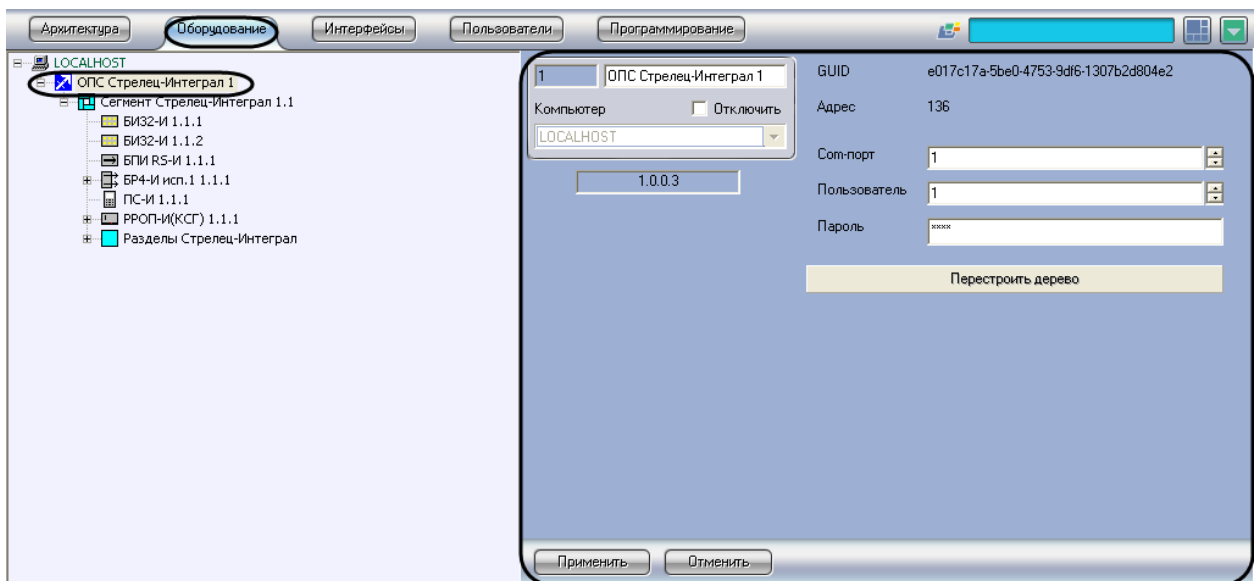 Архитектура Оборудование Интерфейсы Пользователи Программирование
LOCALHOST
ОПС Стрелец-Интеграл 1
Сегмент Стрелец-Интеграл 1.1
БИ32-И 1.1.1
БИ32-И 1.1.2
БПИ RS-И 1.1.1
БР4-И исп.1 1.1.1
ПС-И 1.1.1
РРОП-И(КСГ) 1.1.1
Разделы Стрелец-Интеграл
1 ОПС Стрелец-Интеграл 1
Компьютер Отключить
LOCALHOST
1.0.0.3
GUID e017c17a-5be0-4753-9df6-1307b2d804e2
Адрес 136
Com-порт 1
Пользователь 1
Пароль ××××
Перестроить дерево
Применить Отменить